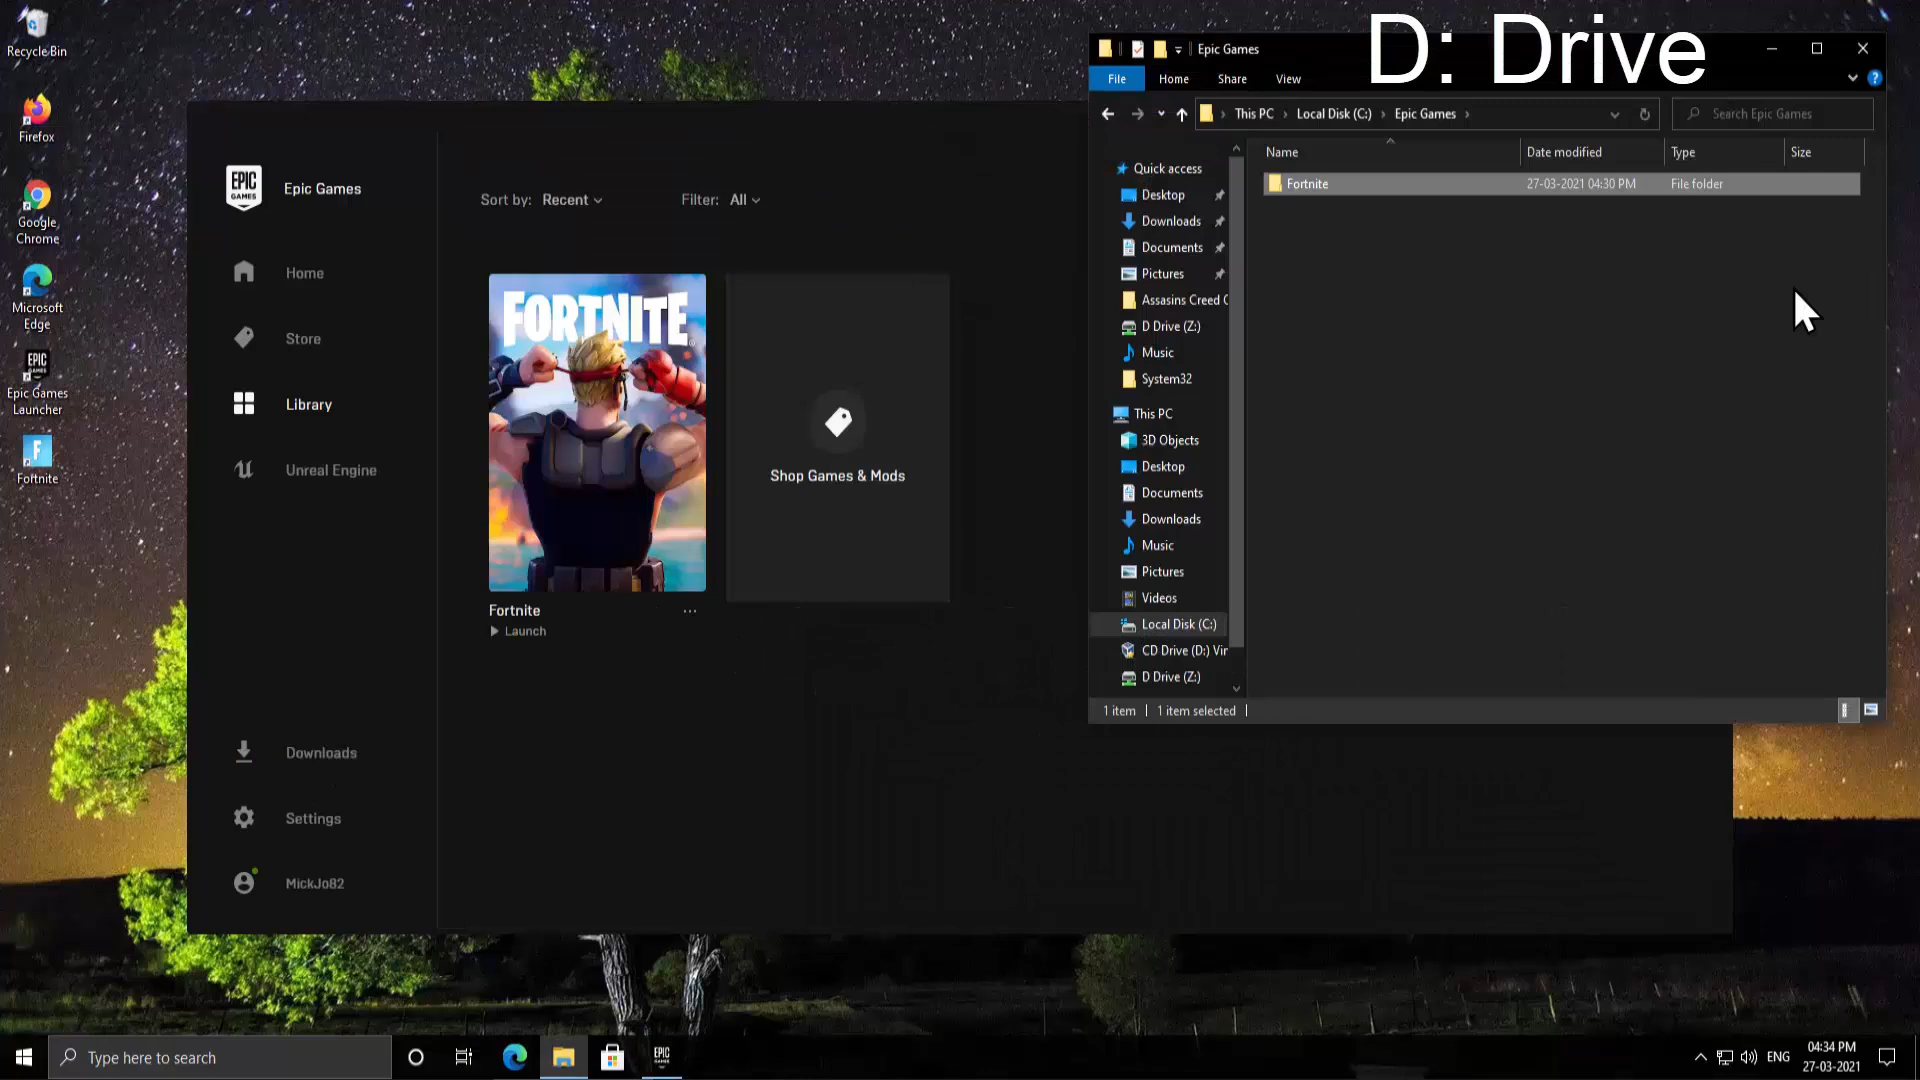 D: Drive
Recycle Bin
Firefox
Google
Chrome
Microsoft
Edge
Epic Games
Launcher
Fortnite
EPIC
GAMES
Epic Games
Home
Store
Library
Unreal Engine
Downloads
Settings
MickJo82
Sort by: Recent
Filter: All
FORTNITE
Fortnite
...
Launch
Shop Games & Mods
Epic Games
File Home Share View
This PC Local Disk (C:) Epic Games
Search Epic Games
Name Date modified Type Size
Fortnite 27-03-2021 04:30 PM File folder
Quick access
Desktop
Downloads
Documents
Pictures
Assasins Creed
D Drive (Z:)
Music
System32
This PC
3D Objects
Desktop
Documents
Downloads
Music
Pictures
Videos
Local Disk (C:)
CD Drive (D:) Vir
D Drive (Z:)
1 item 1 item selected
Type here to search
ENG
04:34 PM
27-03-2021